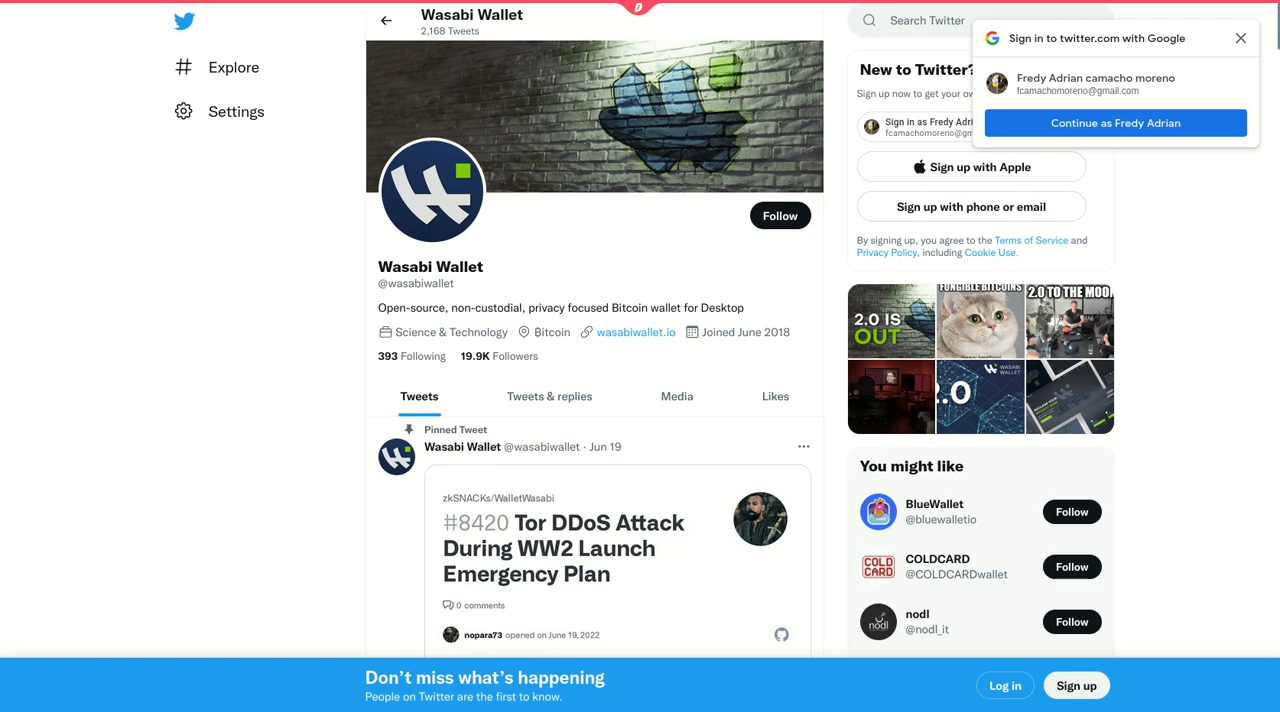 Wasabi Wallet
2,168 Tweets
Explore
Settings
Follow
Wasabi Wallet
@wasabiwallet
Open-source, non-custodial, privacy focused Bitcoin wallet for Desktop
Science & Technology Bitcoin wasabiwallet.io Joined June 2018
393 Following 19.9K Followers
Tweets Tweets & replies Media Likes
Pinned Tweet
Wasabi Wallet @wasabiwallet · Jun 19 ···
zkSNACKs/WalletWasabi
#8420 Tor DDoS Attack
During WW2 Launch
Emergency Plan
0 comments
nopara73 opened on June 19, 2022
Search Twitter
Sign in to twitter.com with Google
Fredy Adrian camacho moreno
fcamachomoreno@gmail.com
Continue as Fredy Adrian
New to Twitter?
Sign up now to get your
Sign in as Fredy
Sign up with Apple
Sign up with phone or email
By signing up, you agree to the Terms of Service and
Privacy Policy, including Cookie Use.
2.0 IS
OUT
FUNGIBLE BITCOINS
2.0 TO THE
WASABI
WALLET
.0
You might like
BlueWallet
@bluewalletio
Follow
COLD
CARD
COLDCARD
@COLDCARDwallet
Follow
nodl
nodl
@nodl_it
Follow
Don't miss what's happening
People on Twitter are the first to know.
Log in
Sign up